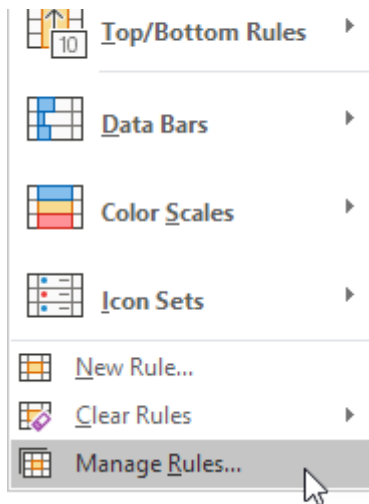 10
Top/Bottom Rules
Data Bars
Color Scales
Icon Sets
New Rule...
Clear Rules
Manage Rules...